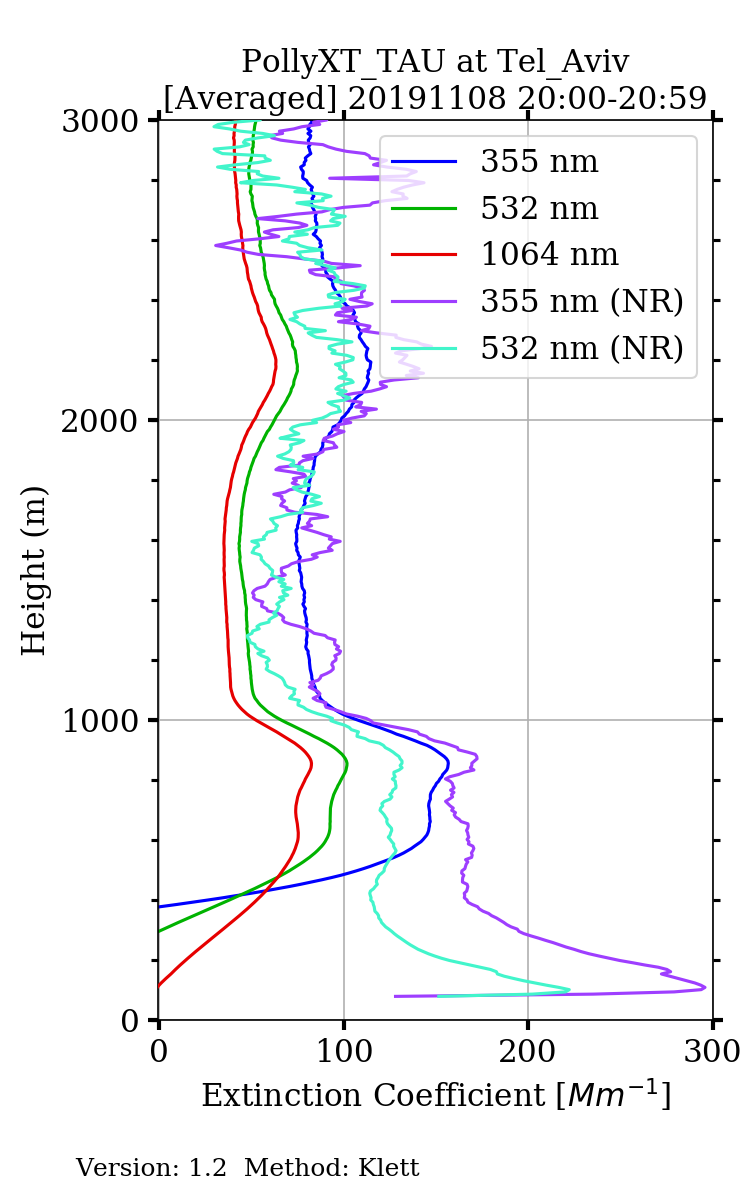 PollyXT_TAU at Tel_Aviv
[Averaged] 20191108 20:00-20:59
3000
2000
1000
0
Height (m)
355 nm
532 nm
1064 nm
355 nm (NR)
532 nm (NR)
0 100 200 300
Extinction Coefficient [Mm⁻¹]
Version: 1.2 Method: Klett